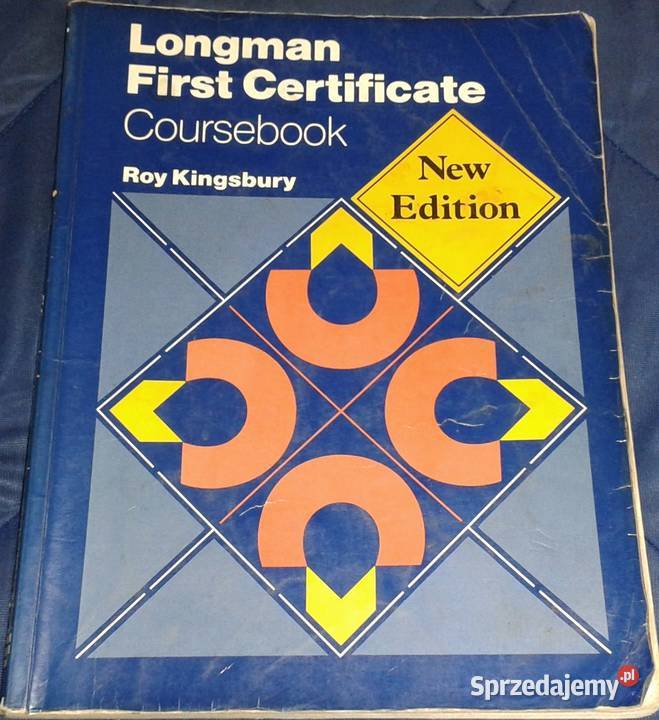 Longman
First Certificate
Coursebook
Roy Kingsbury
New
Edition
Sprzedajemy.pl